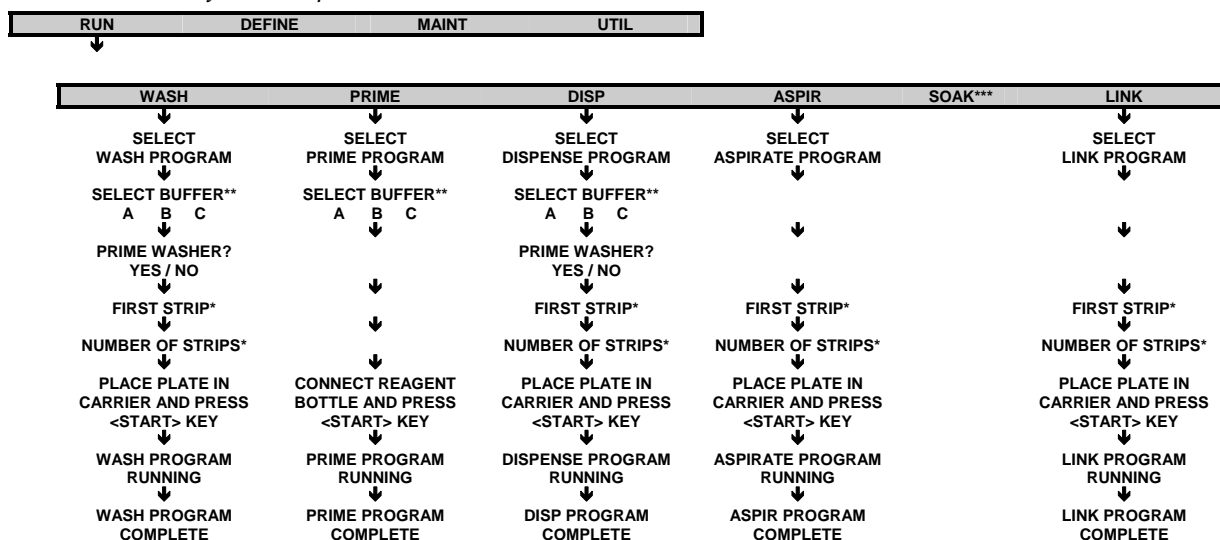 RUN DEFINE MAINT UTIL
WASH PRIME DISP ASPIR SOAK*** LINK
SELECT SELECT SELECT SELECT SELECT
WASH PROGRAM PRIME PROGRAM DISPENSE PROGRAM ASPIRATE PROGRAM LINK PROGRAM
SELECT BUFFER** SELECT BUFFER** SELECT BUFFER**
A B C A B C A B C
PRIME WASHER? PRIME WASHER?
YES / NO YES / NO
FIRST STRIP* FIRST STRIP* FIRST STRIP* FIRST STRIP*
NUMBER OF STRIPS* NUMBER OF STRIPS* NUMBER OF STRIPS* NUMBER OF STRIPS*
PLACE PLATE IN CONNECT REAGENT PLACE PLATE IN PLACE PLATE IN PLACE PLATE IN
CARRIER AND PRESS BOTTLE AND PRESS CARRIER AND PRESS CARRIER AND PRESS CARRIER AND PRESS
<START> KEY <START> KEY <START> KEY <START> KEY <START> KEY
WASH PROGRAM PRIME PROGRAM DISPENSE PROGRAM ASPIRATE PROGRAM LINK PROGRAM
RUNNING RUNNING RUNNING RUNNING RUNNING
WASH PROGRAM PRIME PROGRAM DISP PROGRAM ASPIR PROGRAM LINK PROGRAM
COMPLETE COMPLETE COMPLETE COMPLETE COMPLETE